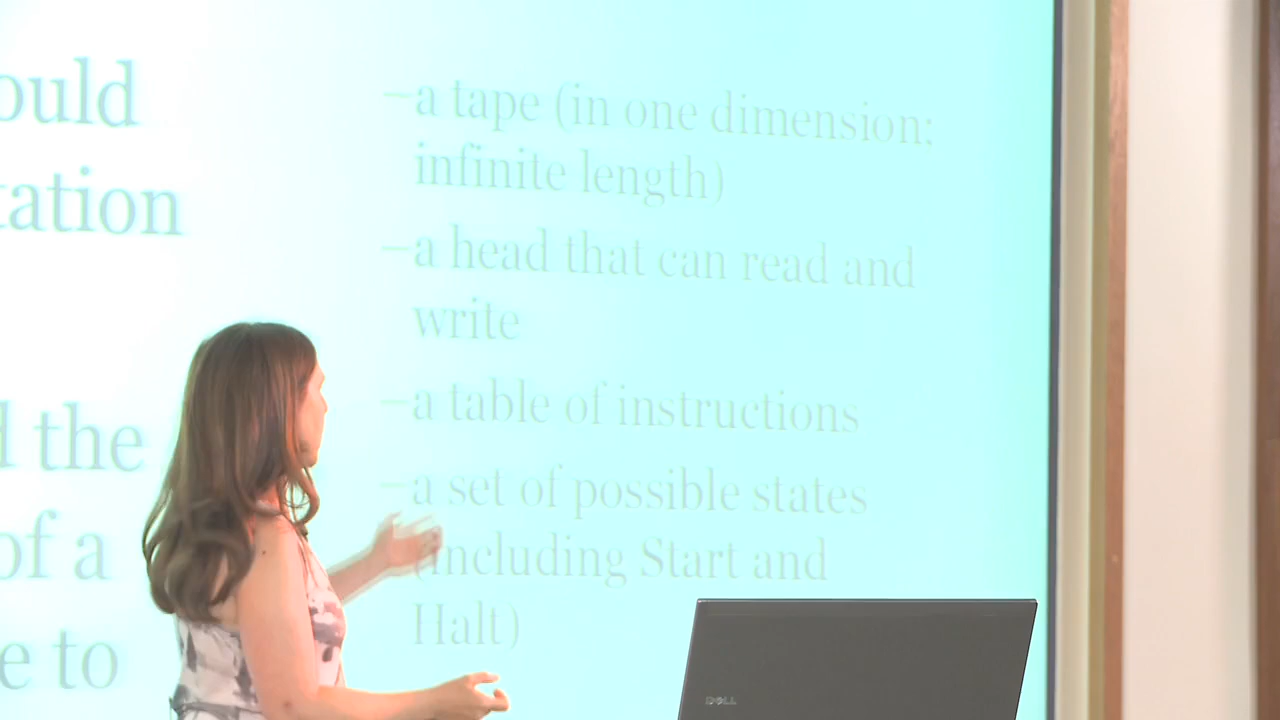 ould
tation
d the
of a
e to
–a tape (in one dimension;
infinite length)
–a head that can read and
write
–a table of instructions
–a set of possible states
(including Start and
Halt)
DELL